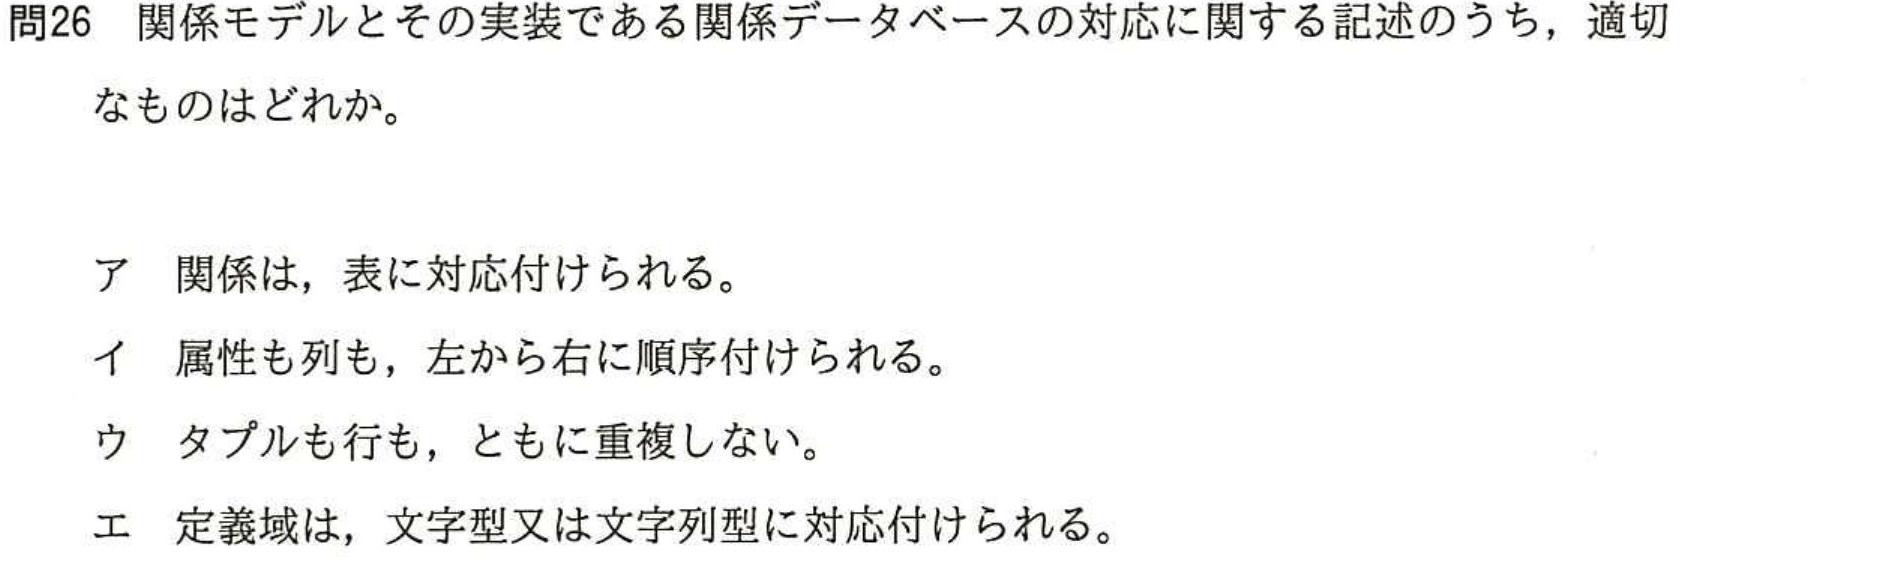 問26　関係モデルとその実装である関係データベースの対応に関する記述のうち，適切
なものはどれか。
ア　関係は，表に対応付けられる。
イ　属性も列も，左から右に順序付けられる。
ウ　タプルも行も，ともに重複しない。
エ　定義域は，文字型又は文字列型に対応付けられる。